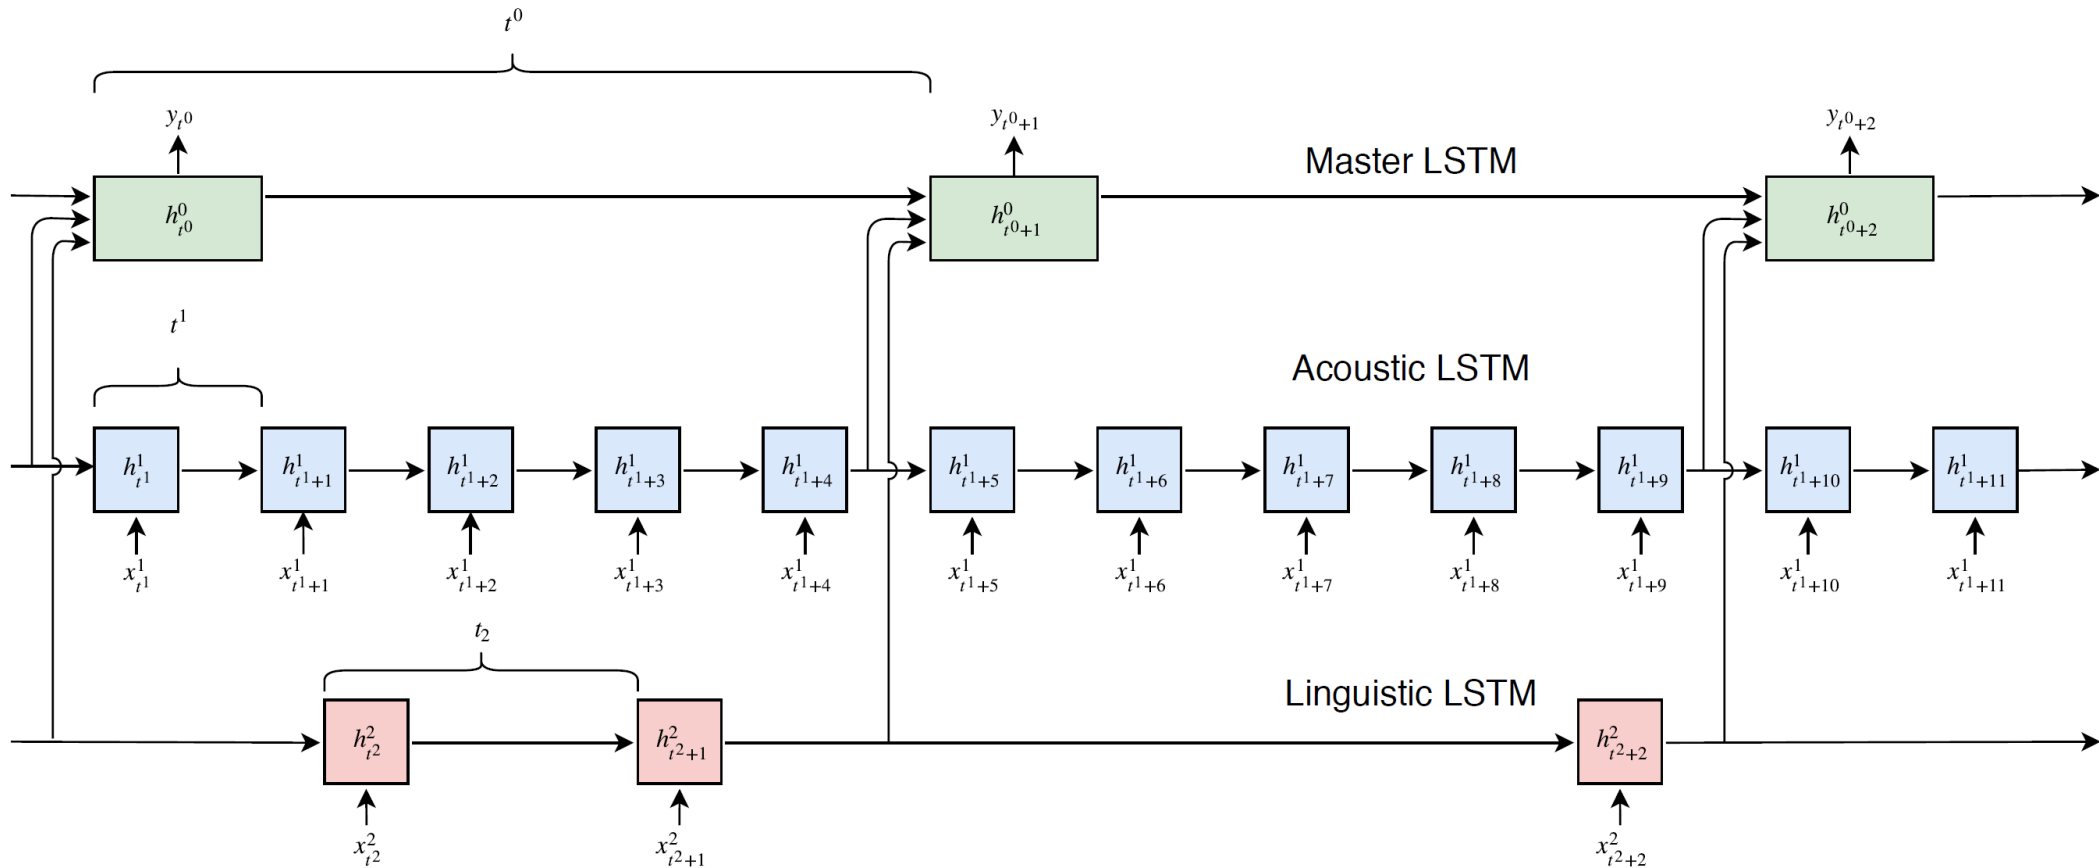 t^0
y_{t^0} y_{t^0+1} y_{t^0+2}
Master LSTM
h^0_{t^0} h^0_{t^0+1} h^0_{t^0+2}
t^1
Acoustic LSTM
h^1_{t^1} h^1_{t^1+1} h^1_{t^1+2} h^1_{t^1+3} h^1_{t^1+4} h^1_{t^1+5} h^1_{t^1+6} h^1_{t^1+7} h^1_{t^1+8} h^1_{t^1+9} h^1_{t^1+10} h^1_{t^1+11}
x^1_{t^1} x^1_{t^1+1} x^1_{t^1+2} x^1_{t^1+3} x^1_{t^1+4} x^1_{t^1+5} x^1_{t^1+6} x^1_{t^1+7} x^1_{t^1+8} x^1_{t^1+9} x^1_{t^1+10} x^1_{t^1+11}
t_2
Linguistic LSTM
h^2_{t^2} h^2_{t^2+1} h^2_{t^2+2}
x^2_{t^2} x^2_{t^2+1} x^2_{t^2+2}